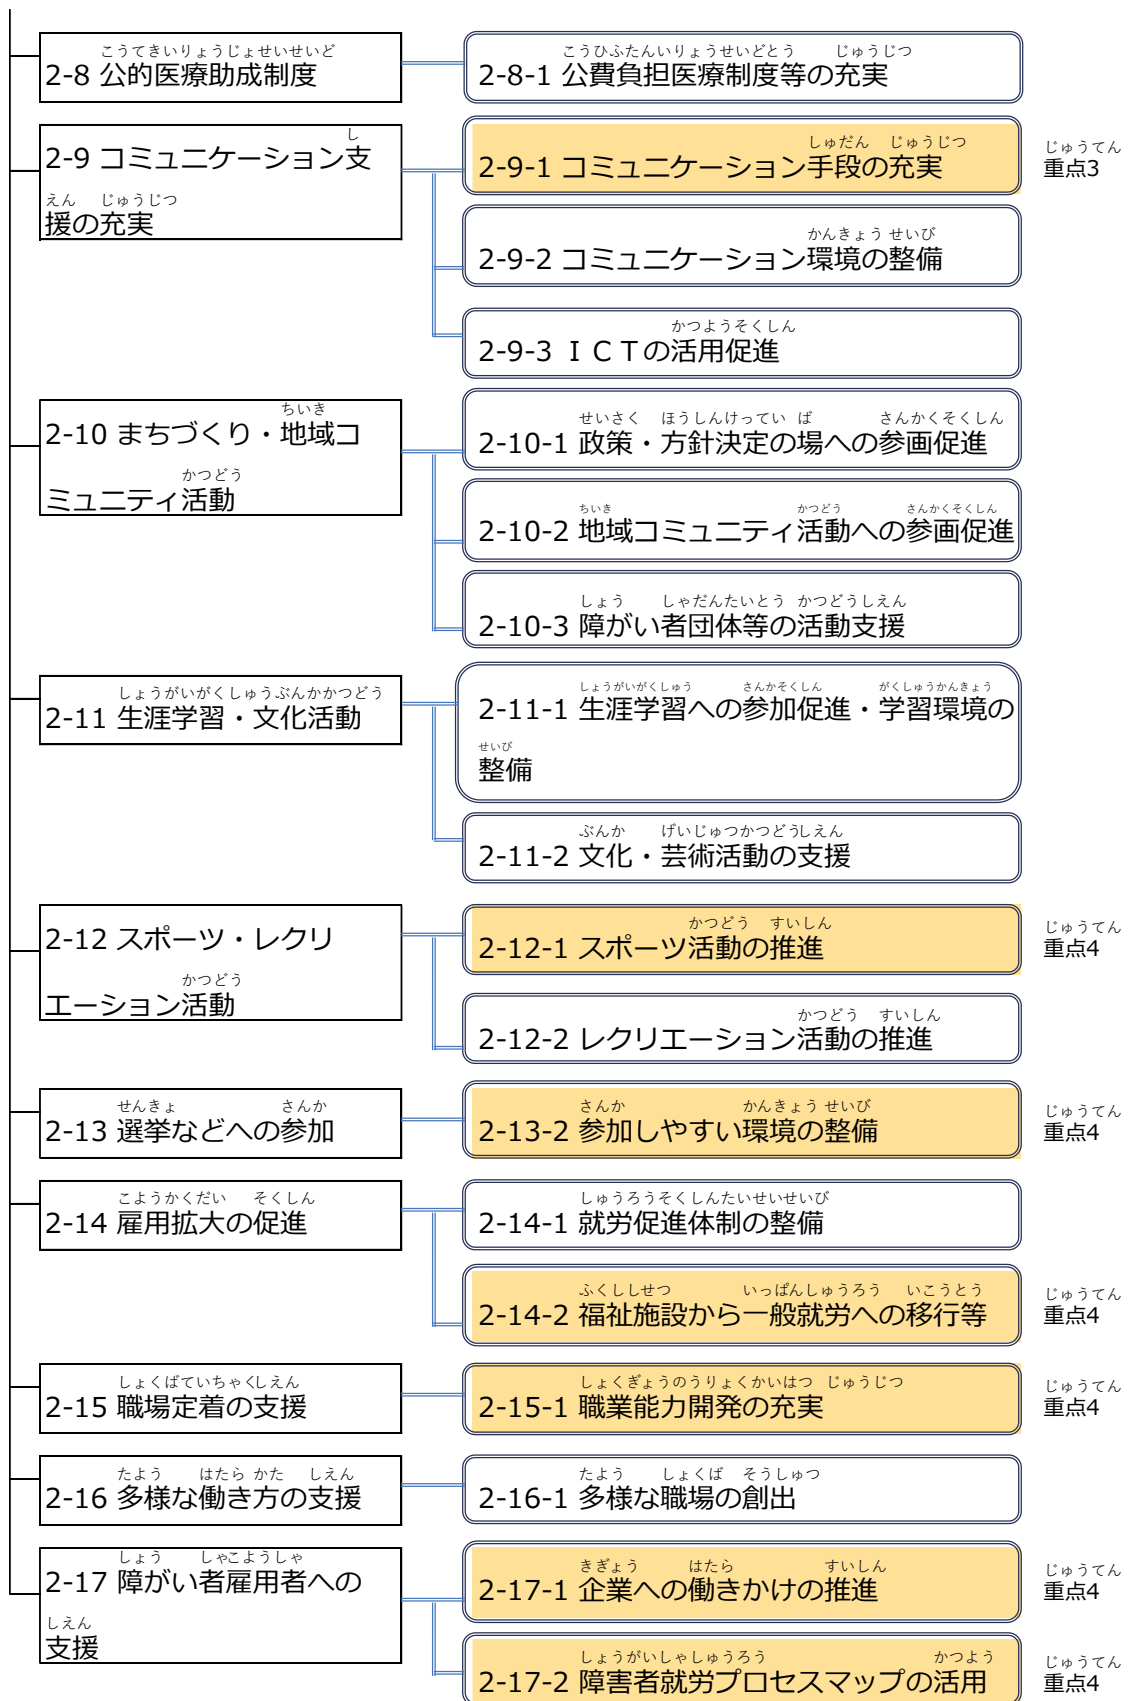 こうてきいりょうじょせいせいど
2-8 公的医療助成制度
こうひふたんいりょうせいどとう じゅうじつ
2-8-1 公費負担医療制度等の充実
し
2-9 コミュニケーション支
えん じゅうじつ
援の充実
しゅだん じゅうじつ
2-9-1 コミュニケーション手段の充実
じゅうてん
重点3
かんきょう せいび
2-9-2 コミュニケーション環境の整備
かつようそくしん
2-9-3 ＩＣＴの活用促進
ちいき
2-10 まちづくり・地域コ
かつどう
ミュニティ活動
せいさく ほうしんけってい ば さんかくそくしん
2-10-1 政策・方針決定の場への参画促進
ちいき かつどう さんかくそくしん
2-10-2 地域コミュニティ活動への参画促進
しょう しゃだんたいとう かつどうしえん
2-10-3 障がい者団体等の活動支援
しょうがいがくしゅうぶんかかつどう
2-11 生涯学習・文化活動
しょうがいがくしゅう さんかそくしん がくしゅうかんきょう
2-11-1 生涯学習への参加促進・学習環境の
せいび
整備
ぶんか げいじゅつかつどうしえん
2-11-2 文化・芸術活動の支援
2-12 スポーツ・レクリ
かつどう
エーション活動
かつどう すいしん
2-12-1 スポーツ活動の推進
じゅうてん
重点4
かつどう すいしん
2-12-2 レクリエーション活動の推進
せんきょ さんか
2-13 選挙などへの参加
さんか かんきょう せいび
2-13-2 参加しやすい環境の整備
じゅうてん
重点4
こようかくだい そくしん
2-14 雇用拡大の促進
しゅうろうそくしんたいせいせいび
2-14-1 就労促進体制の整備
ふくししせつ いっぱんしゅうろう いこうとう
2-14-2 福祉施設から一般就労への移行等
じゅうてん
重点4
しょくばていちゃくしえん
2-15 職場定着の支援
しょくぎょうのうりょくかいはつ じゅうじつ
2-15-1 職業能力開発の充実
じゅうてん
重点4
たよう はたら かた しえん
2-16 多様な働き方の支援
たよう しょくば そうしゅつ
2-16-1 多様な職場の創出
しょう しゃこようしゃ
2-17 障がい者雇用者への
しえん
支援
きぎょう はたら すいしん
2-17-1 企業への働きかけの推進
じゅうてん
重点4
しょうがいしゃしゅうろう かつよう
2-17-2 障害者就労プロセスマップの活用
じゅうてん
重点4